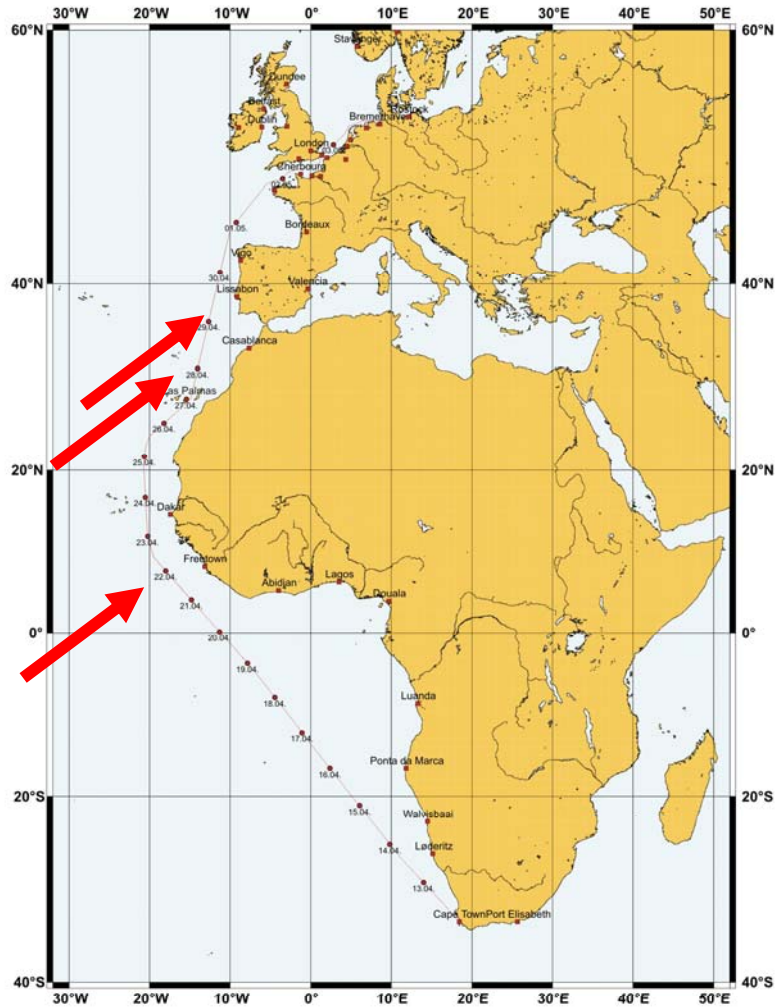 30°W 20°W 10°W 0° 10°E 20°E 30°E 40°E 50°E
60°N 60°N
Stavanger
Dundee
Belfast
Rostock
Bremerhaven
Dublin
London
03.05.
Cherbourg
02.05.
01.05.
Bordeaux
Vigo
30.04.
40°N 40°N
Lissabon
Valencia
29.04.
Casablanca
28.04.
Las Palmas
27.04.
26.04.
25.04.
20°N 20°N
24.04.
Dakar
23.04.
Freetown
22.04.
Abidjan
Lagos
Douala
21.04.
0° 0°
20.04.
19.04.
18.04.
Luanda
17.04.
16.04.
Ponta da Marca
20°S 20°S
15.04.
Walvisbaai
14.04.
Løderitz
13.04.
Cape Town Port Elisabeth
40°S 40°S
30°W 20°W 10°W 0° 10°E 20°E 30°E 40°E 50°E